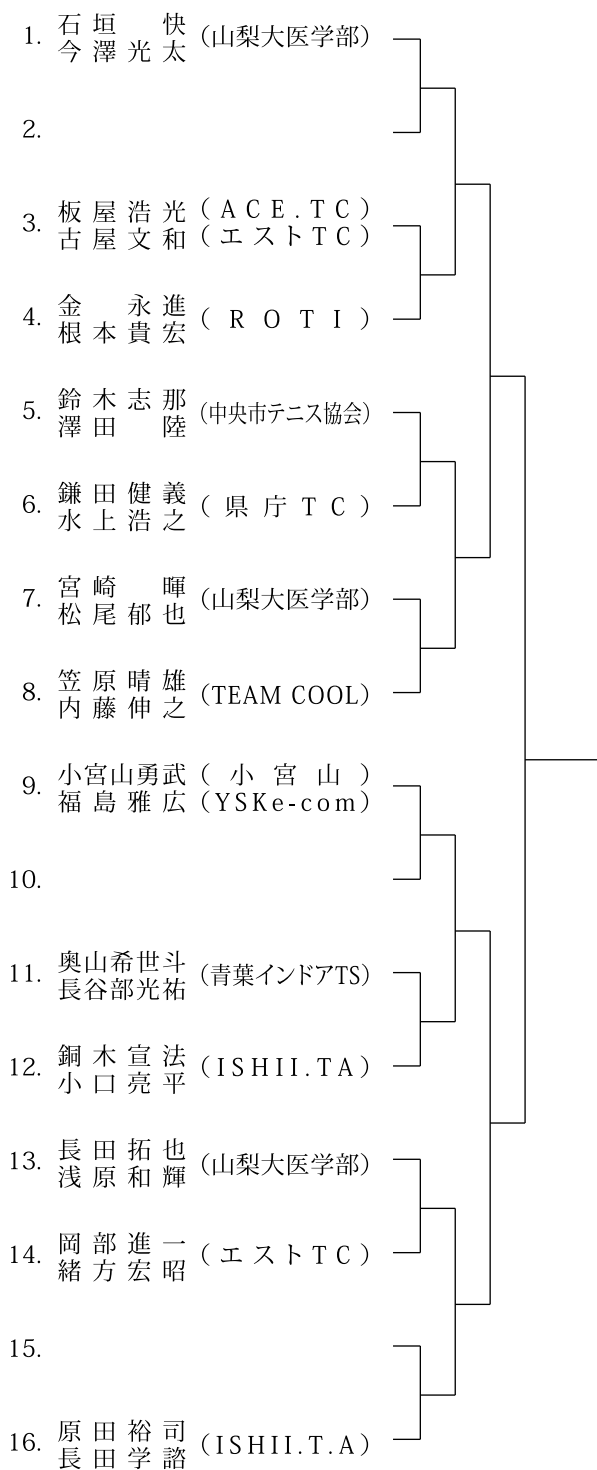 1. 石垣　快 (山梨大医学部)
今澤光太
2.
3. 板屋浩光 (ACE.TC)
古屋文和 (エストTC)
4. 金　永進 (ROTI)
根本貴宏
5. 鈴木志那 (中央市テニス協会)
澤田　陸
6. 鎌田健義 (県庁TC)
水上浩之
7. 宮崎　暉 (山梨大医学部)
松尾郁也
8. 笠原晴雄 (TEAM COOL)
内藤伸之
9. 小宮山勇武 (小宮山)
福島雅広 (YSKe-com)
10.
11. 奥山希世斗 (青葉インドアTS)
長谷部光祐
12. 銅木宣法 (ISHII.TA)
小口亮平
13. 長田拓也 (山梨大医学部)
浅原和輝
14. 岡部進一 (エストTC)
緒方宏昭
15.
16. 原田裕司 (ISHII.T.A)
長田学諮